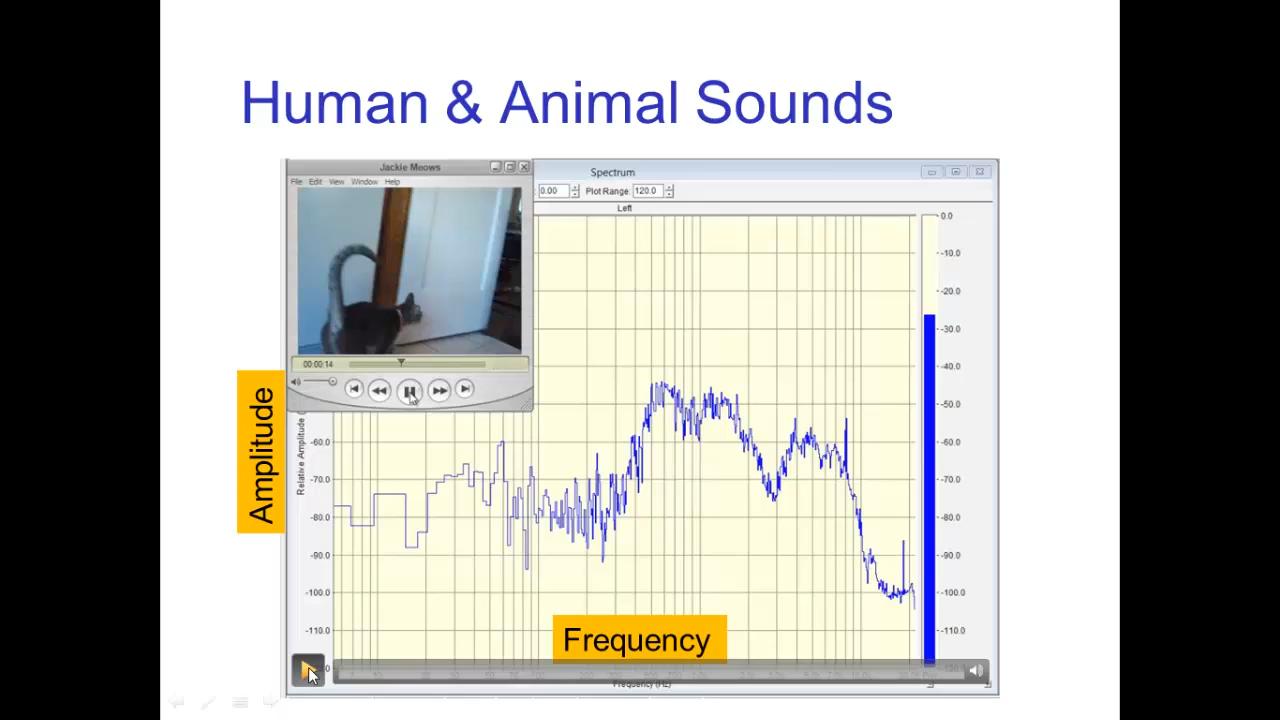 Human & Animal Sounds
Jackie Meows
File Edit View Window Help
00:00:14
Spectrum
0.00 Plot Range: 120.0
Left
0.0
-10.0
-20.0
-30.0
-40.0
-50.0
-60.0
-70.0
-80.0
-90.0
-100.0
-110.0
Amplitude
Relative Amplitude
-60.0
-70.0
-80.0
-90.0
-100.0
-110.0
Frequency
Frequency (Hz)